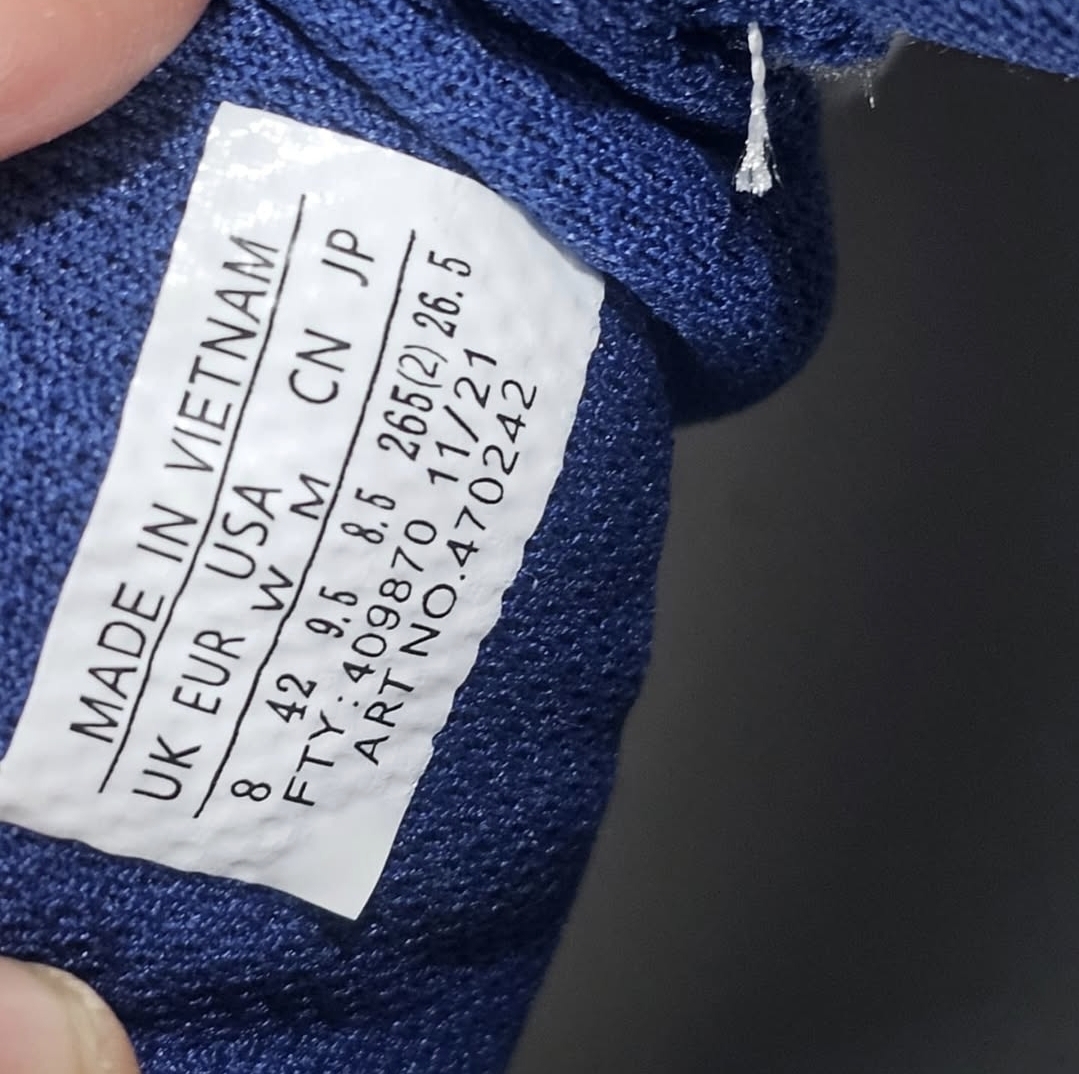 MADE IN VIETNAM
UK EUR USA CN JP
W M
8 42 9.5 8.5 265(2) 26.5
FTY:409870 11/21
ART NO.470242